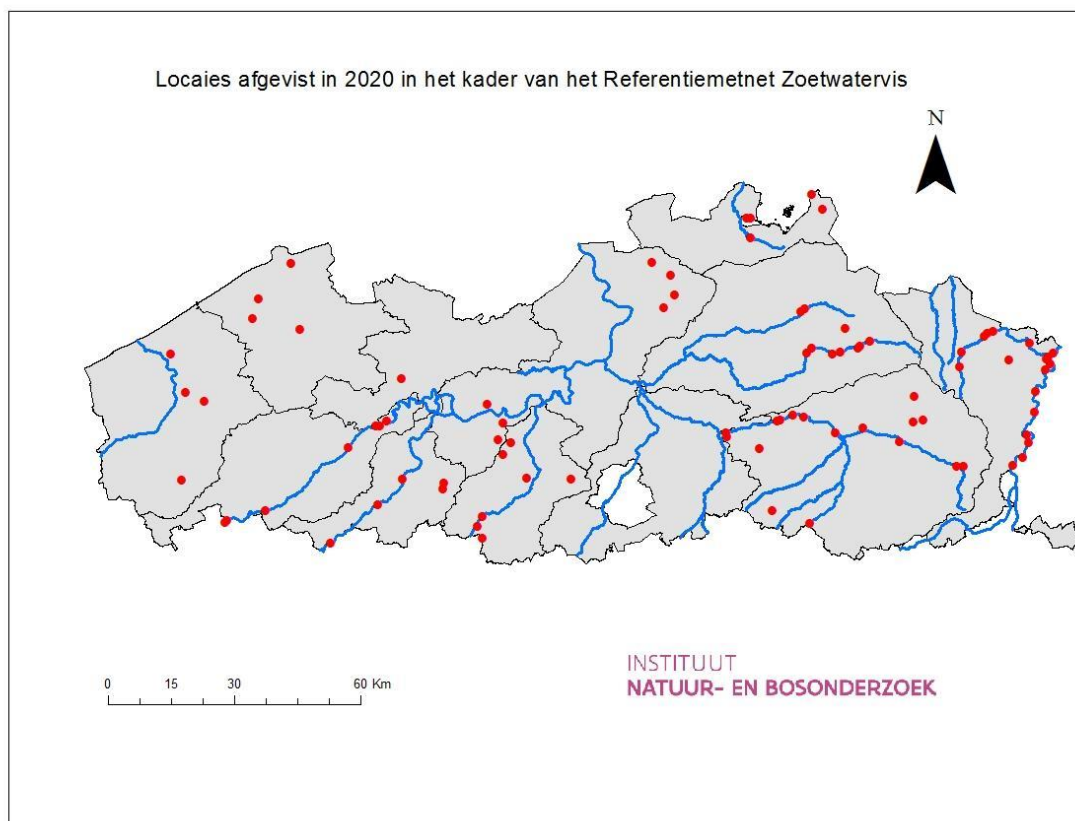 Locaies afgevist in 2020 in het kader van het Referentiemetnet Zoetwatervis
N
INSTITUUT
NATUUR- EN BOSONDERZOEK
0 15 30 60 Km